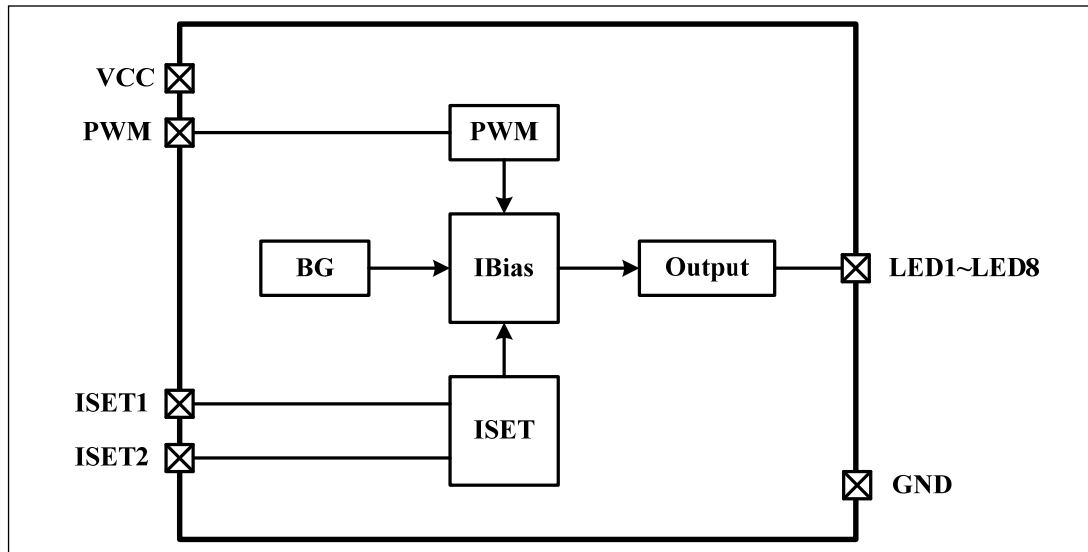 VCC
PWM
PWM
BG
IBias
Output
LED1~LED8
ISET1
ISET
ISET2
GND